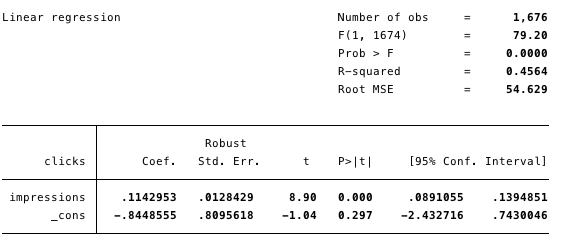 Linear regression Number of obs = 1,676
F(1, 1674) = 79.20
Prob > F = 0.0000
R-squared = 0.4564
Root MSE = 54.629
Robust
clicks Coef. Std. Err. t P>|t| [95% Conf. Interval]
impressions .1142953 .0128429 8.90 0.000 .0891055 .1394851
_cons -.8448555 .8095618 -1.04 0.297 -2.432716 .7430046